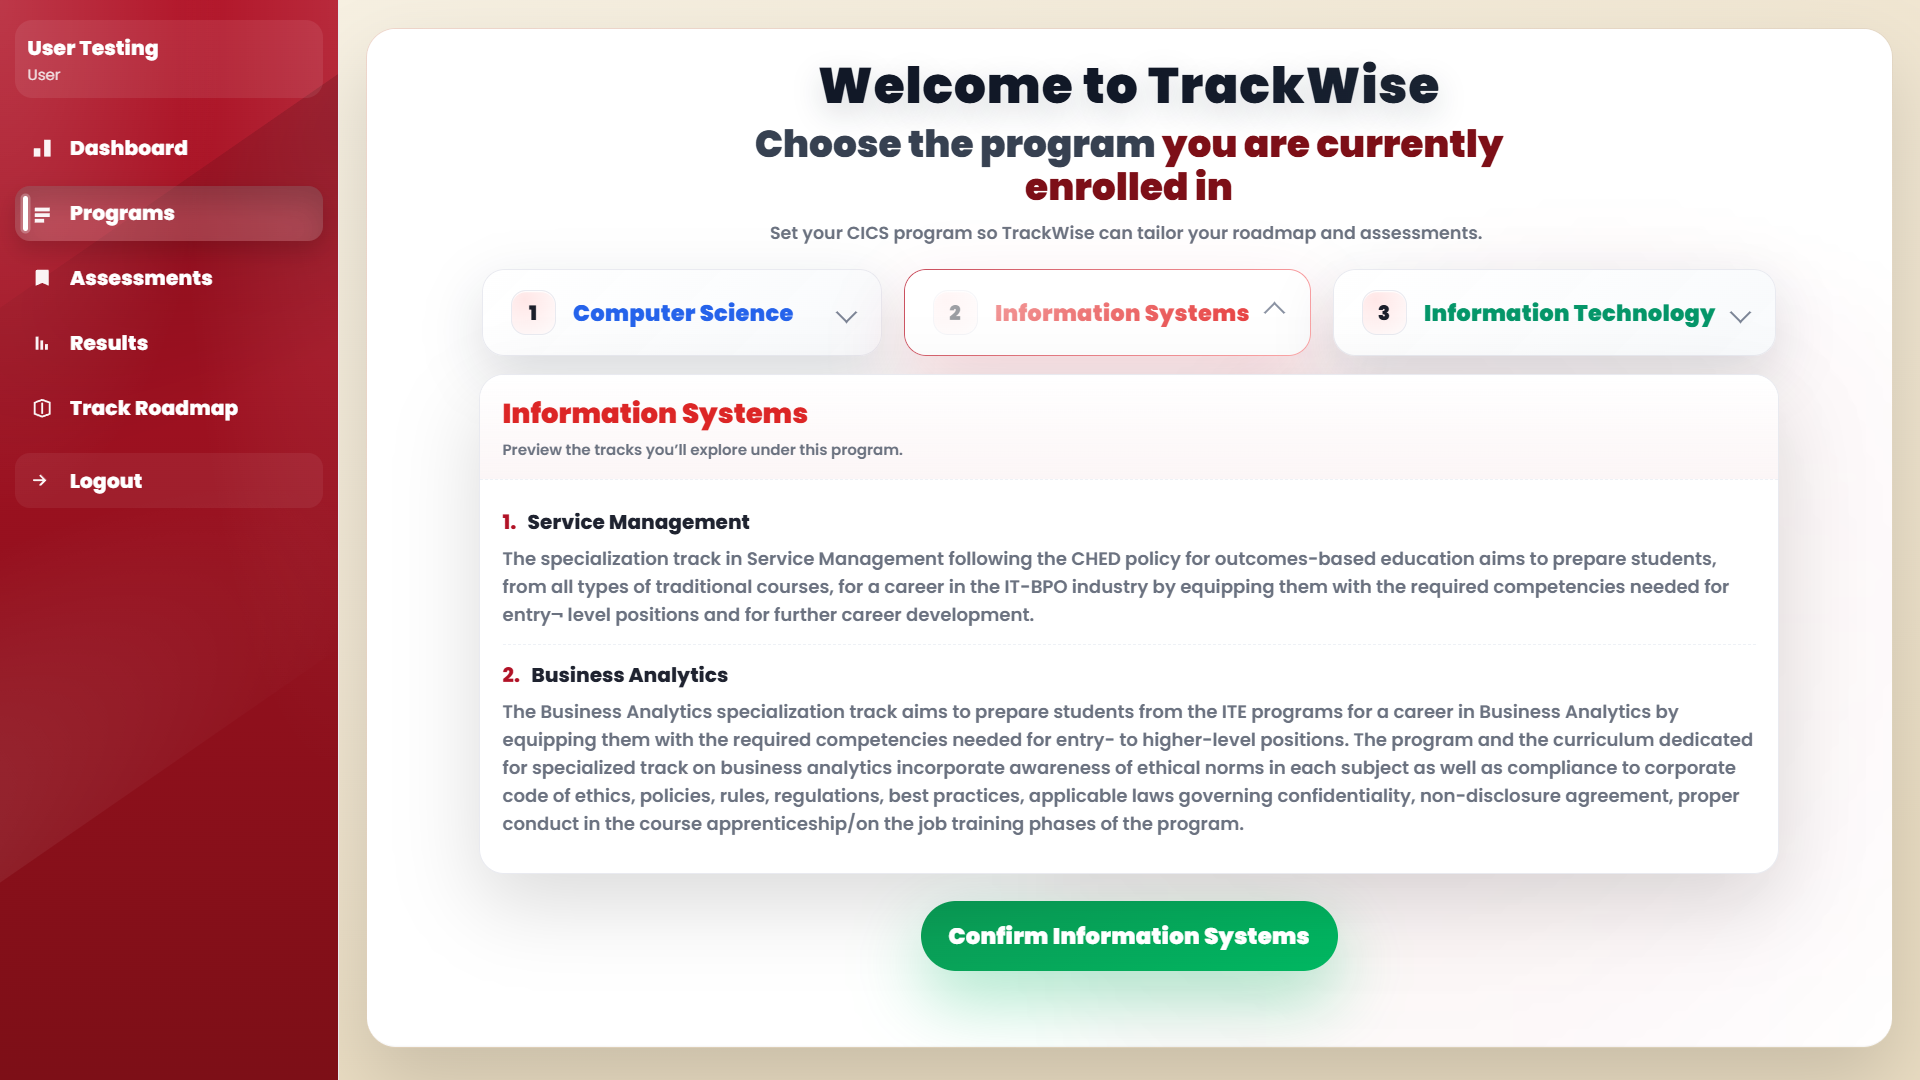 User Testing
User
Dashboard
Programs
Assessments
Results
Track Roadmap
Logout
Welcome to TrackWise
Choose the program you are currently
enrolled in
Set your CICS program so TrackWise can tailor your roadmap and assessments.
1 Computer Science
2 Information Systems
3 Information Technology
Information Systems
Preview the tracks you’ll explore under this program.
1. Service Management
The specialization track in Service Management following the CHED policy for outcomes-based education aims to prepare students,
from all types of traditional courses, for a career in the IT-BPO industry by equipping them with the required competencies needed for
entry¬ level positions and for further career development.
2. Business Analytics
The Business Analytics specialization track aims to prepare students from the ITE programs for a career in Business Analytics by
equipping them with the required competencies needed for entry- to higher-level positions. The program and the curriculum dedicated
for specialized track on business analytics incorporate awareness of ethical norms in each subject as well as compliance to corporate
code of ethics, policies, rules, regulations, best practices, applicable laws governing confidentiality, non-disclosure agreement, proper
conduct in the course apprenticeship/on the job training phases of the program.
Confirm Information Systems